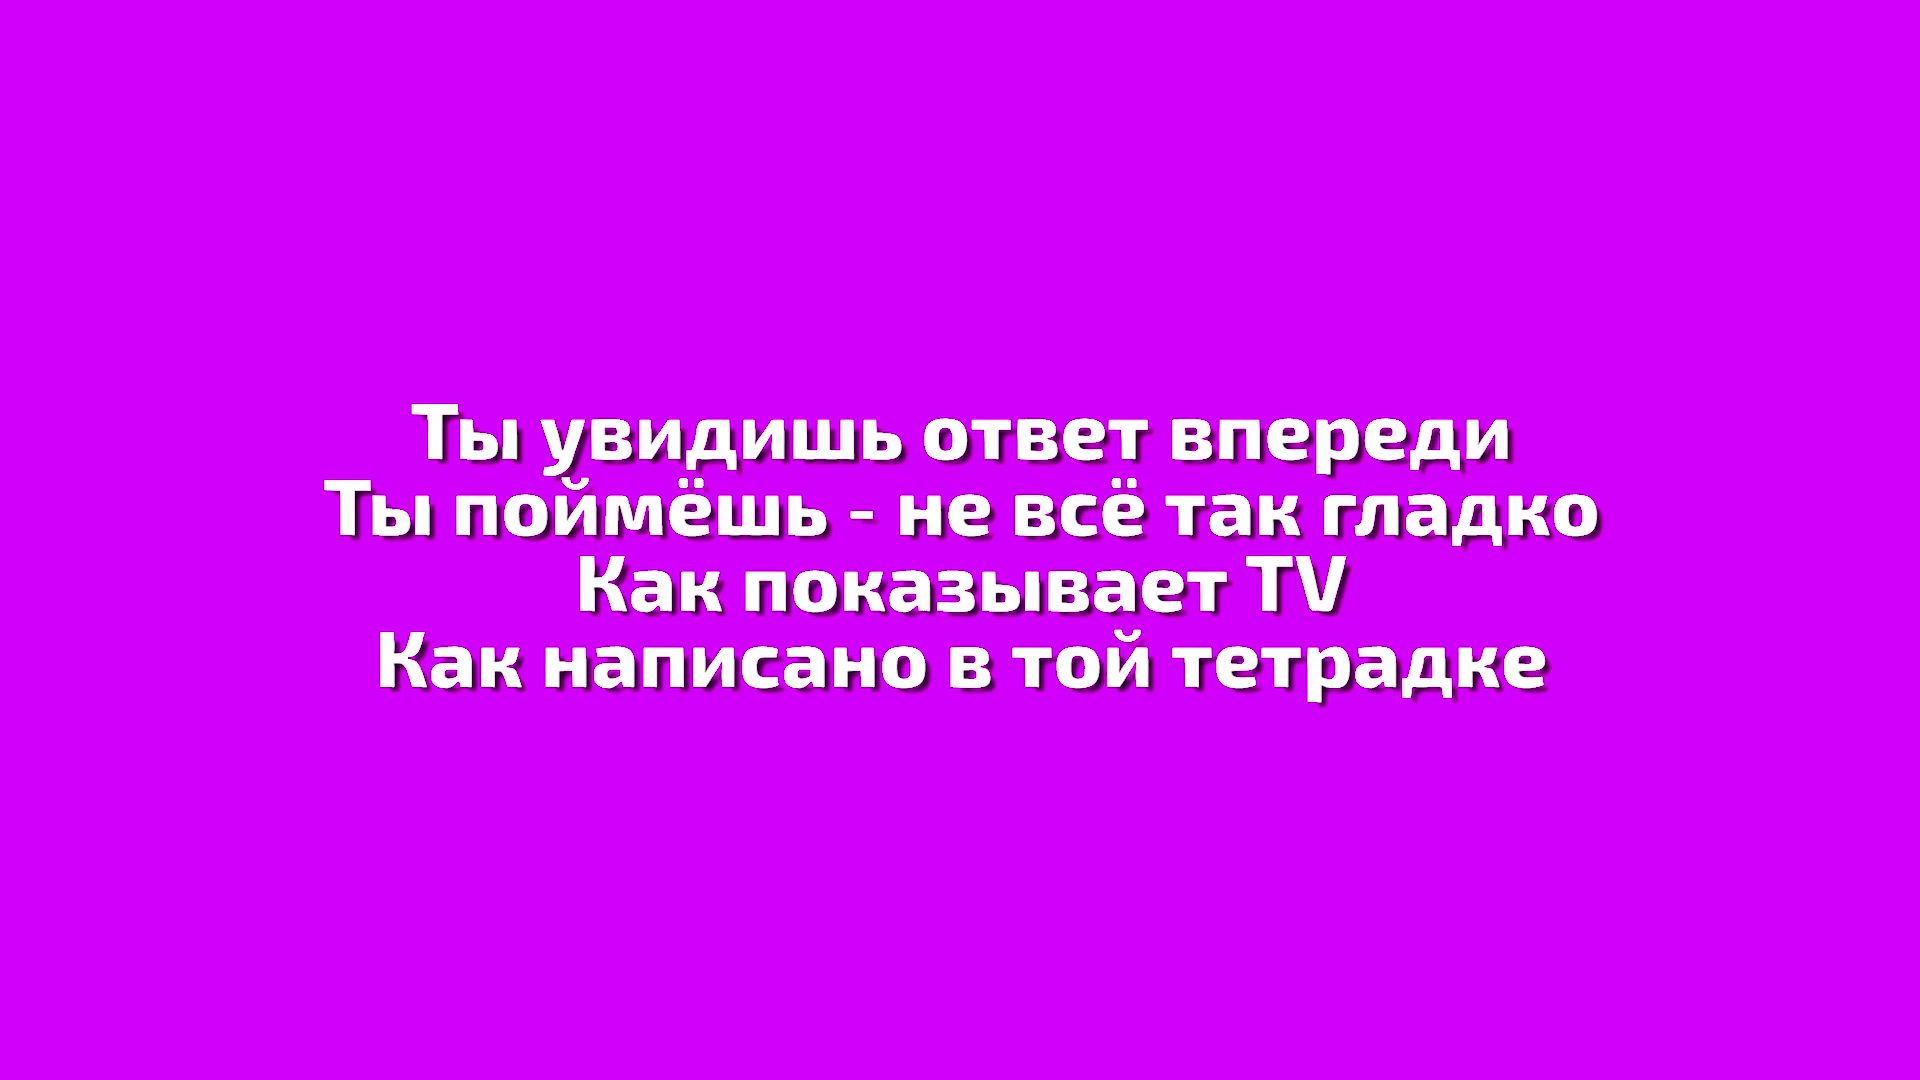 Ты увидишь ответ впереди
Ты поймёшь - не всё так гладко
Как показывает TV
Как написано в той тетрадке